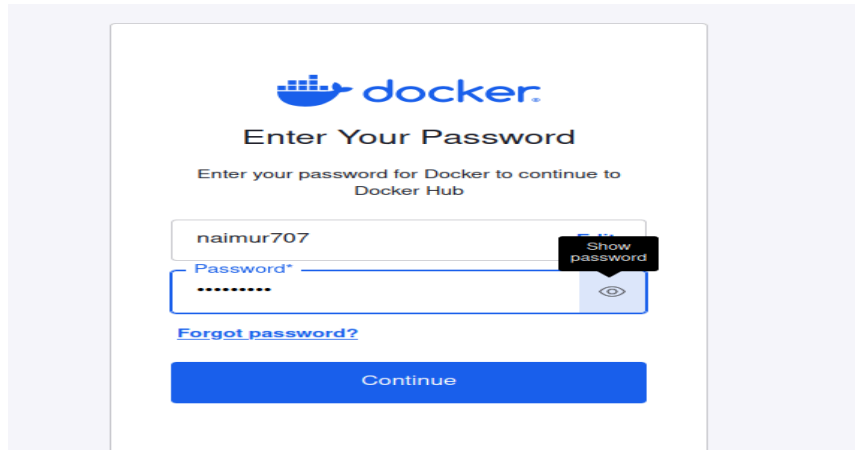 docker
Enter Your Password
Enter your password for Docker to continue to
Docker Hub
naimur707
Show
password
Password*
•••••••••
Forgot password?
Continue